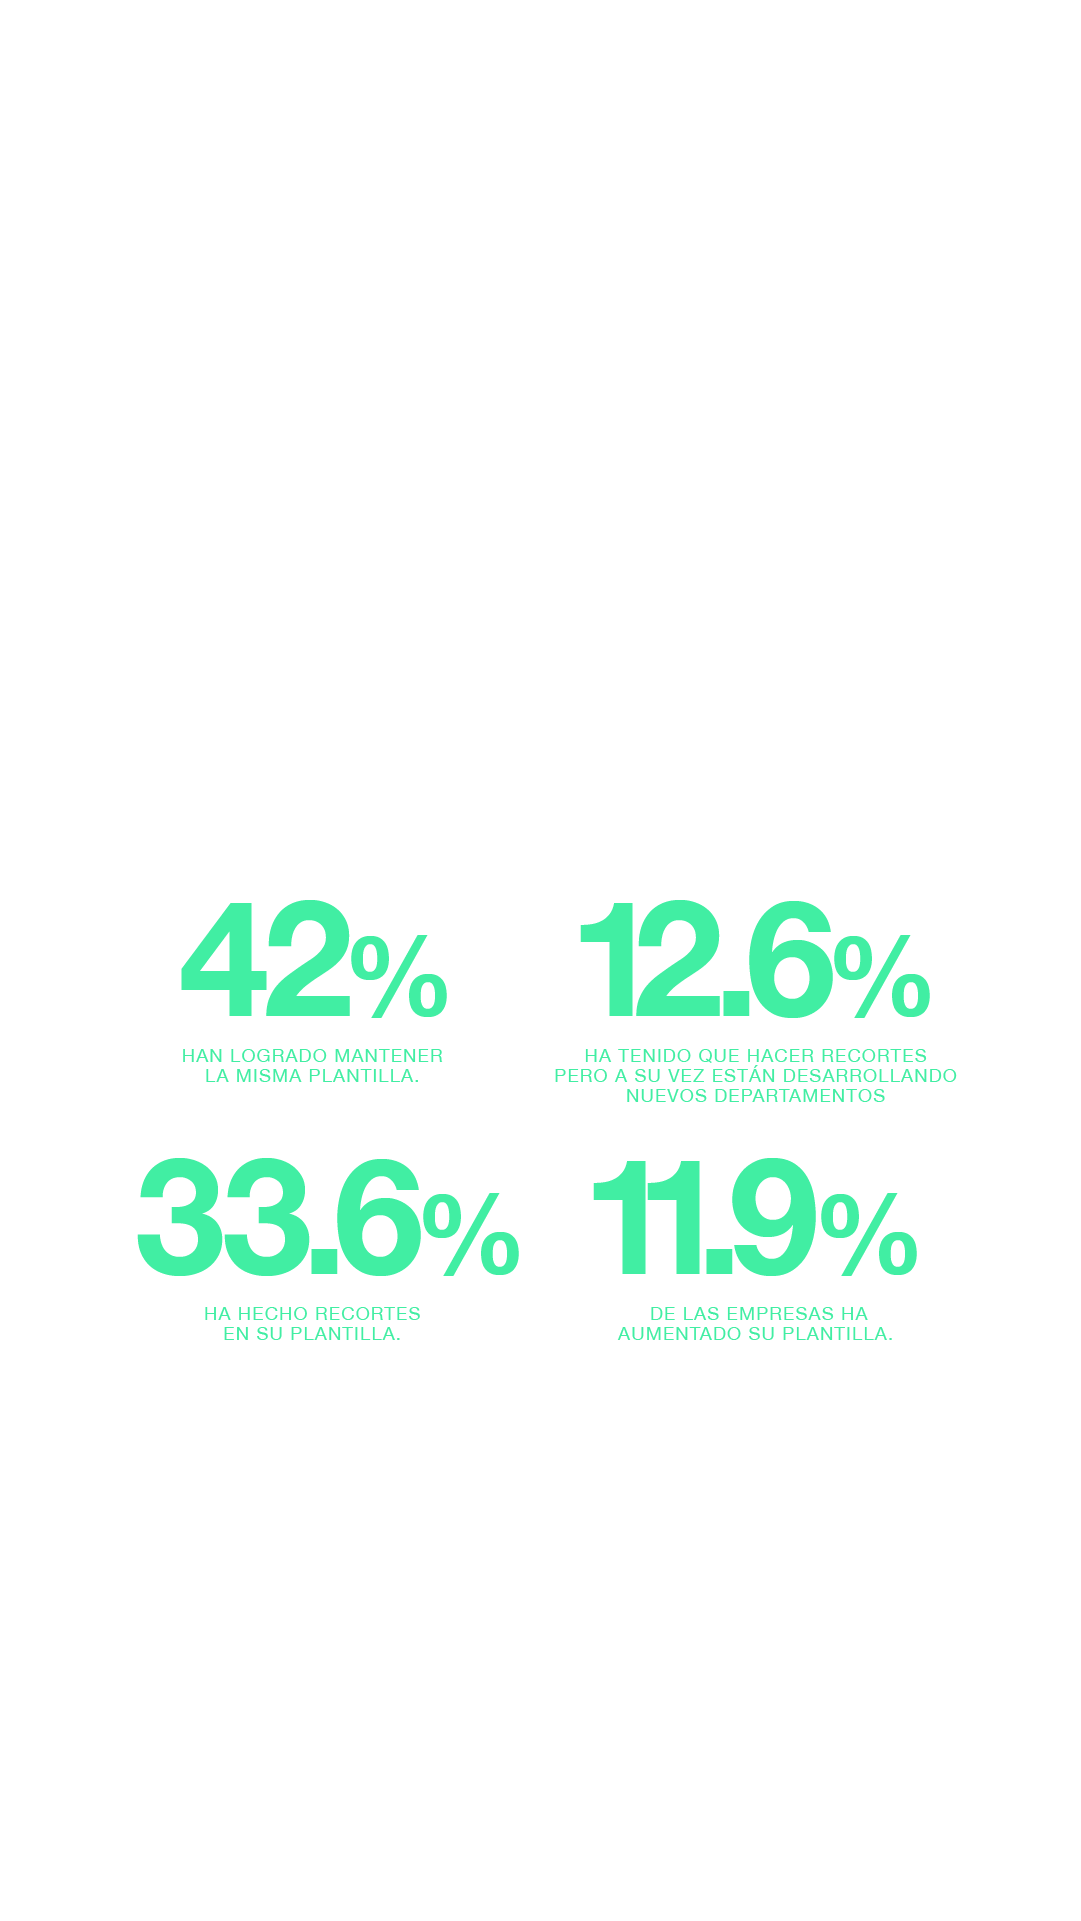 42%
HAN LOGRADO MANTENER
LA MISMA PLANTILLA.
12.6%
HA TENIDO QUE HACER RECORTES
PERO A SU VEZ ESTÁN DESARROLLANDO
NUEVOS DEPARTAMENTOS
33.6%
HA HECHO RECORTES
EN SU PLANTILLA.
11.9%
DE LAS EMPRESAS HA
AUMENTADO SU PLANTILLA.